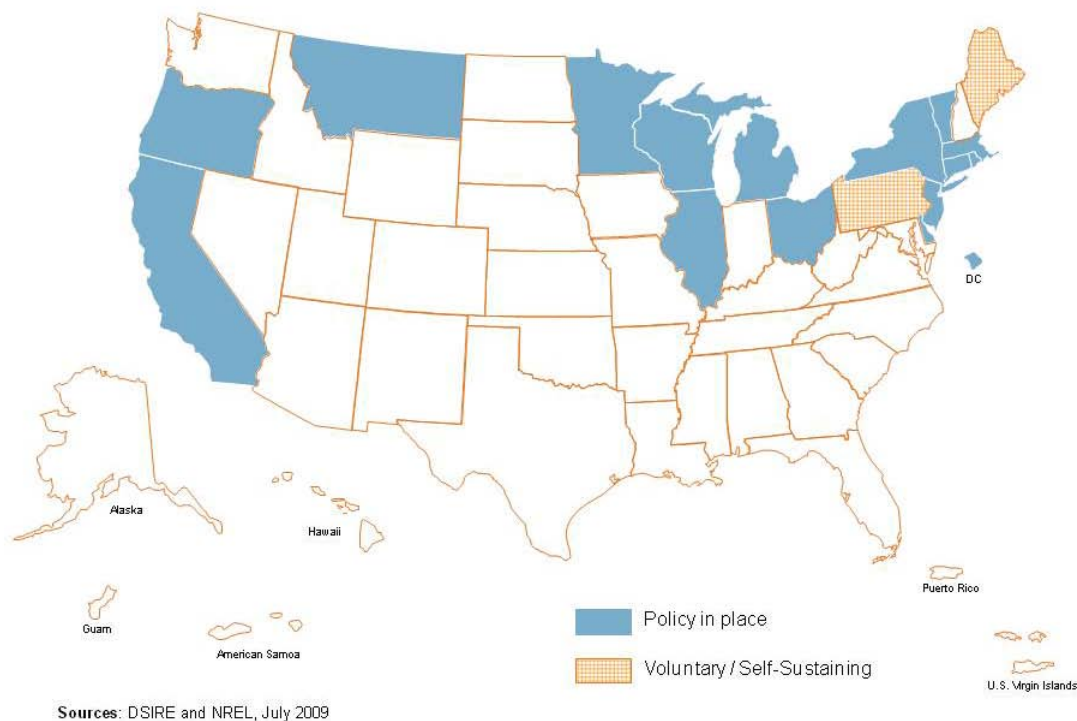 DC
Alaska
Hawaii
Puerto Rico
Guam
American Samoa
Policy in place
Voluntary / Self-Sustaining
U.S. Virgin Islands
Sources: DSIRE and NREL, July 2009